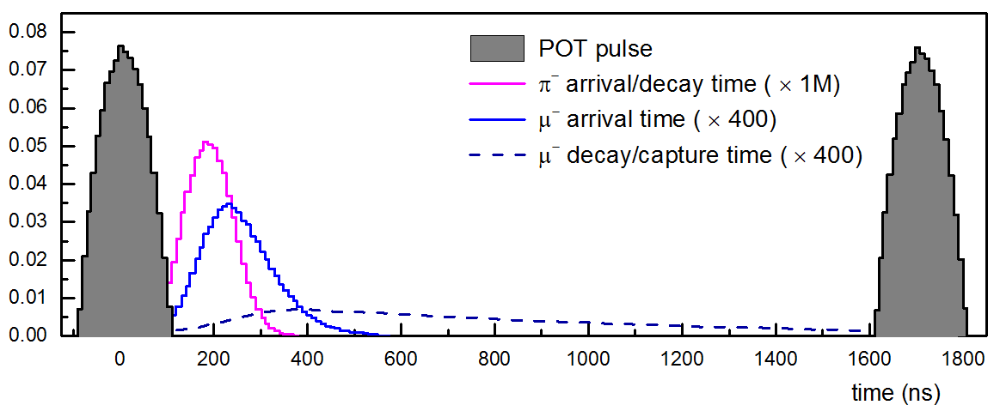 0.08
0.07
0.06
0.05
0.04
0.03
0.02
0.01
0.00
POT pulse
π⁻ arrival/decay time ( × 1M)
μ⁻ arrival time ( × 400)
μ⁻ decay/capture time ( × 400)
0 200 400 600 800 1000 1200 1400 1600 1800
time (ns)